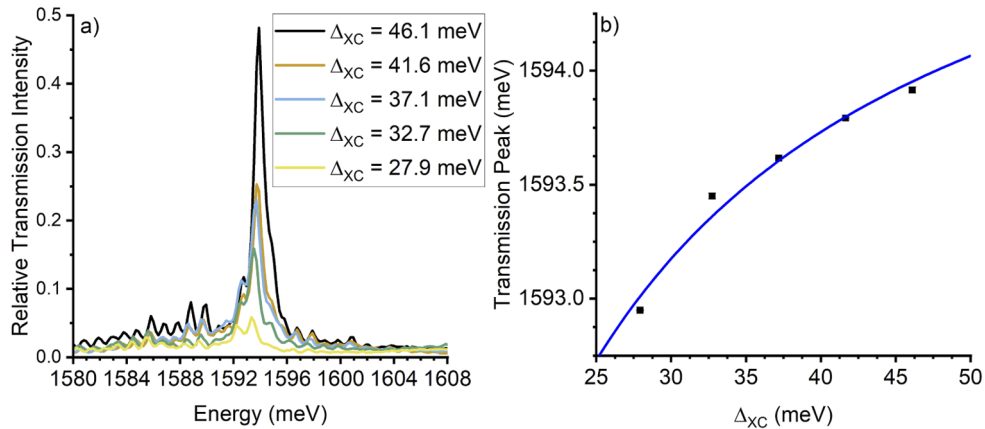 a)
Relative Transmission Intensity
0.5
0.4
0.3
0.2
0.1
0.0
Δ_XC = 46.1 meV
Δ_XC = 41.6 meV
Δ_XC = 37.1 meV
Δ_XC = 32.7 meV
Δ_XC = 27.9 meV
1580 1584 1588 1592 1596 1600 1604 1608
Energy (meV)
b)
Transmission Peak (meV)
1594.0
1593.5
1593.0
25 30 35 40 45 50
Δ_XC (meV)